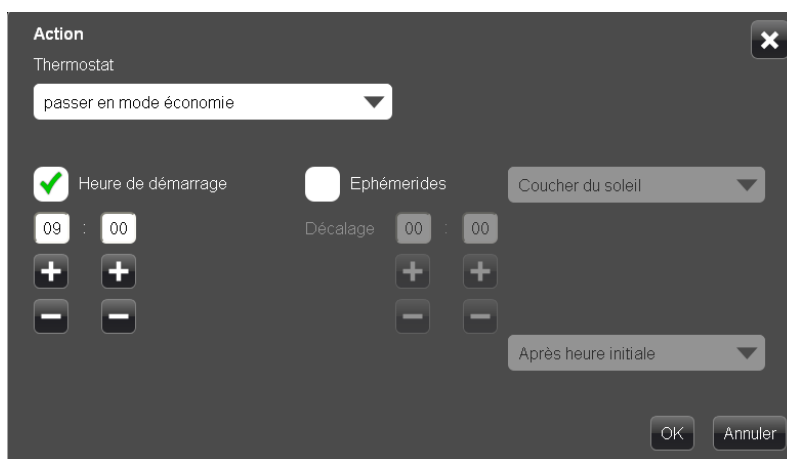 Action
Thermostat
passer en mode économie
Heure de démarrage
Ephémerides
Coucher du soleil
09 : 00
Décalage 00 : 00
Après heure initiale
OK
Annuler